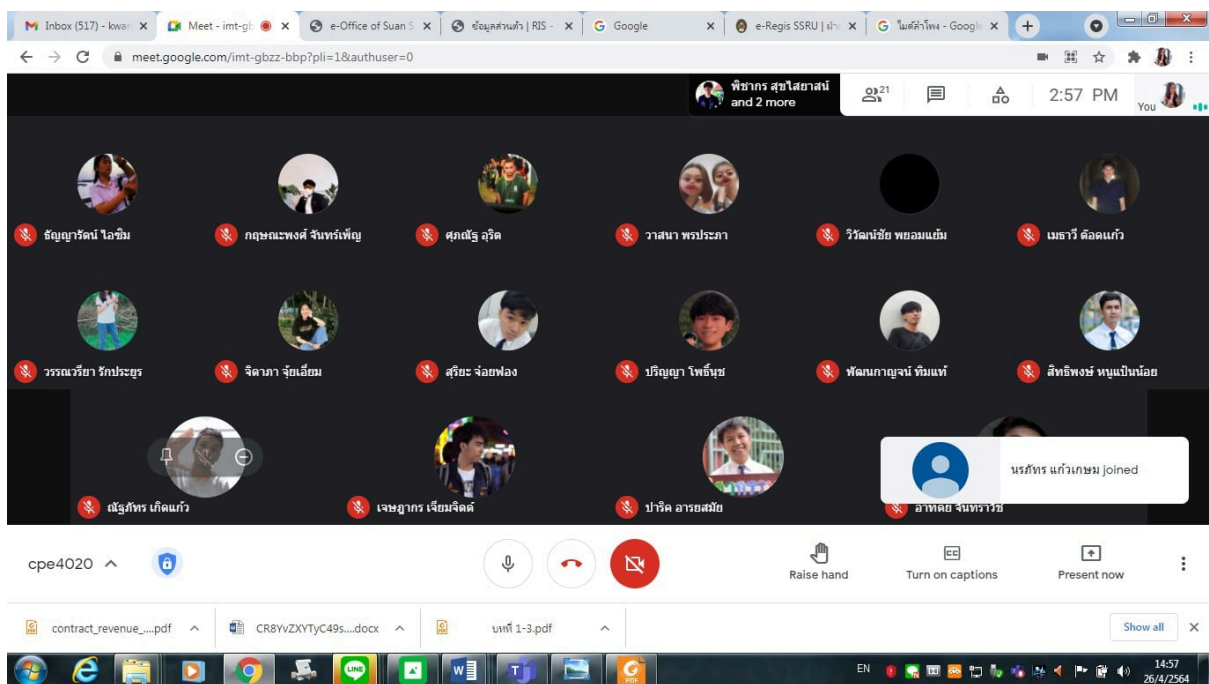 Inbox (517) - kwan
Meet - imt-gb
e-Office of Suan S
ข้อมูลส่วนตัว | RIS -
Google
e-Regis SSRU | ฝ่า
ไมค์ลำโพง - Google
meet.google.com/imt-gbzz-bbp?pli=1&authuser=0
พิชากร สุขไสยาสน์
and 2 more
21
2:57 PM
You
ธัญญารัตน์ ไอซิม
กฤษณะพงศ์ จันทร์เพ็ญ
ศุภณัฐ อุริต
วาสนา พรประภา
วิวัฒน์ชัย พยอมแย้ม
เมธาวี ด๊อดแก้ว
วรรณวรียา รักประยูร
จิดาภา จุ้ยเอี่ยม
สุริยะ จ่อยฟอง
ปริญญา โพธิ์นุช
พัฒนกาญจน์ ทิมแท้
สิทธิพงษ์ หนูแป้นน้อย
ณัฐภัทร เกิดแก้ว
เจษฎากร เจียมจิตต์
ปาริค อารยสมัย
อาทิตย์ จันทราวิช
นรภัทร แก้วเกษม joined
cpe4020
Raise hand
Turn on captions
Present now
contract_revenue_....pdf
CR8YvZXYTyC49s....docx
บทที่ 1-3.pdf
Show all
EN
14:57
26/4/2564